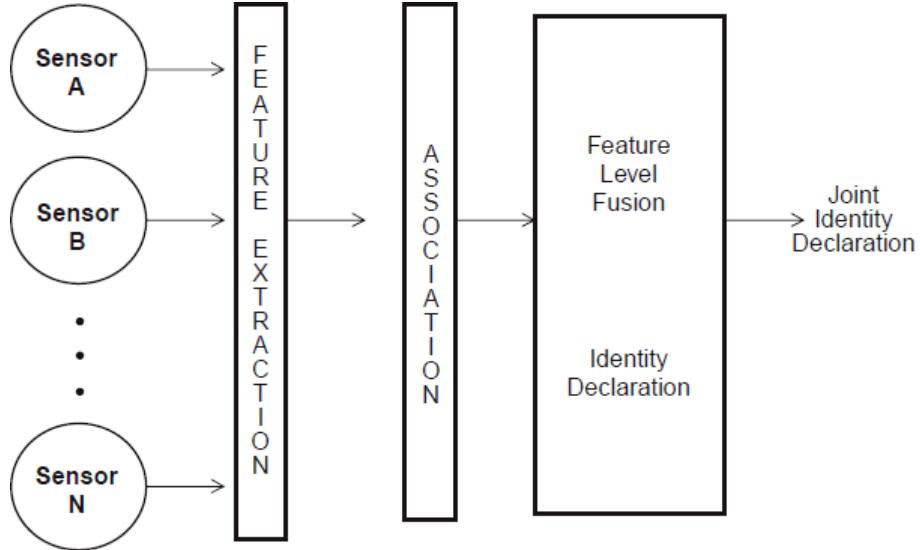 Sensor
A
Sensor
B
Sensor
N
FEATURE EXTRACTION
ASSOCIATION
Feature
Level
Fusion
Identity
Declaration
Joint
Identity
Declaration